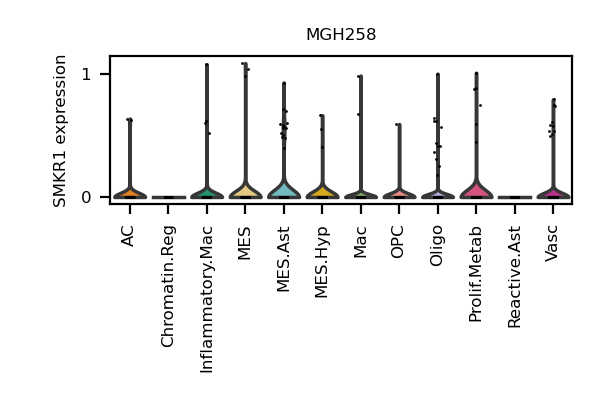 MGH258
SMKR1 expression
1
0
AC
Chromatin.Reg
Inflammatory.Mac
MES
MES.Ast
MES.Hyp
Mac
OPC
Oligo
Prolif.Metab
Reactive.Ast
Vasc